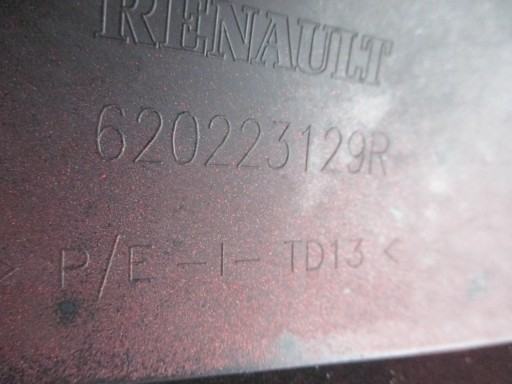 RENAULT
620223129R
> P/E-I-TD13 <